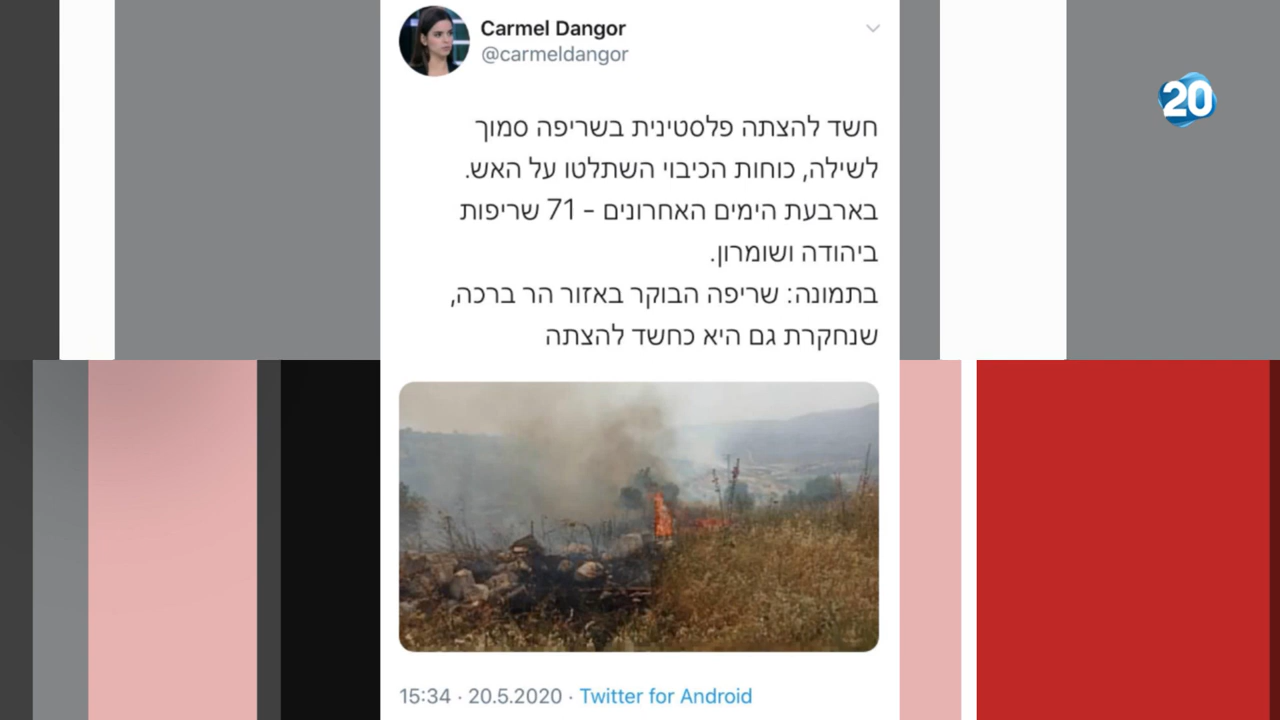 Carmel Dangor
@carmeldangor
20
חשד להצתה פלסטינית בשריפה סמוך
לשילה, כוחות הכיבוי השתלטו על האש.
בארבעת הימים האחרונים - 71 שריפות
ביהודה ושומרון.
בתמונה: שריפה הבוקר באזור הר ברכה,
שנחקרת גם היא כחשד להצתה
15:34 · 20.5.2020 · Twitter for Android